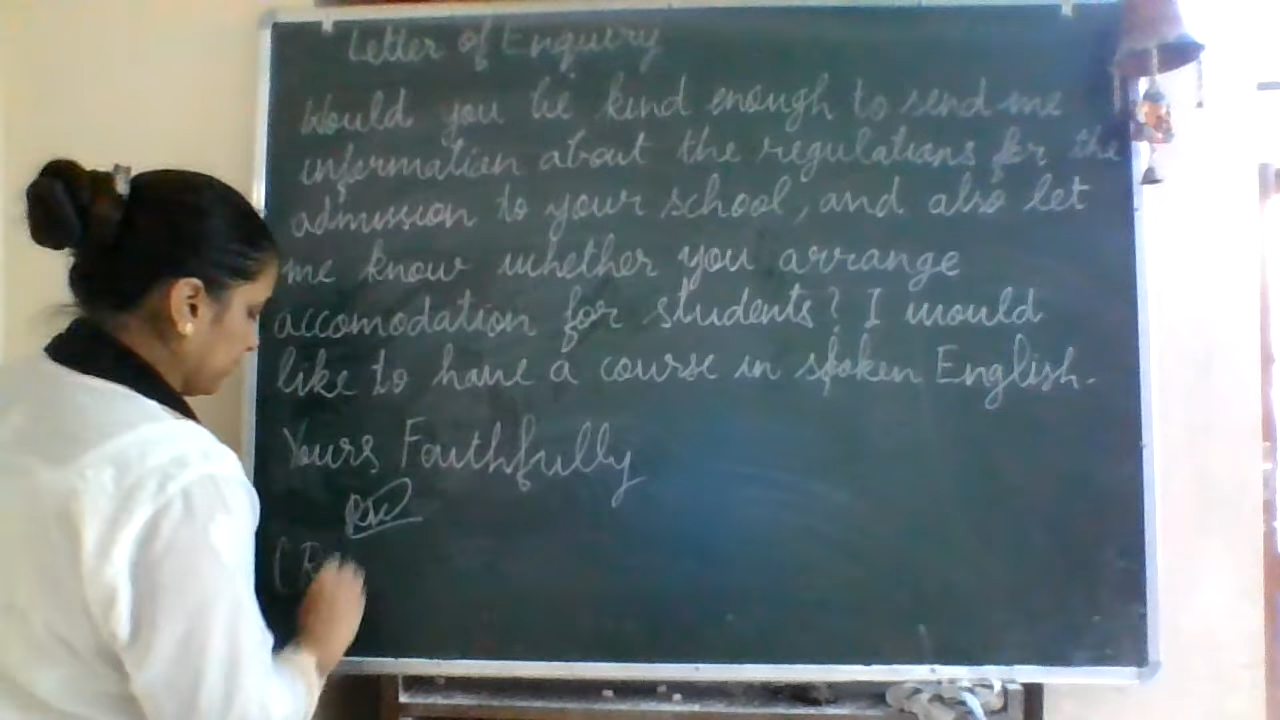 Letter of Enquiry
Would you be kind enough to send me
information about the regulations for the
admission to your school, and also let
me know whether you arrange
accomodation for students? I would
like to have a course in spoken English.
Yours Faithfully